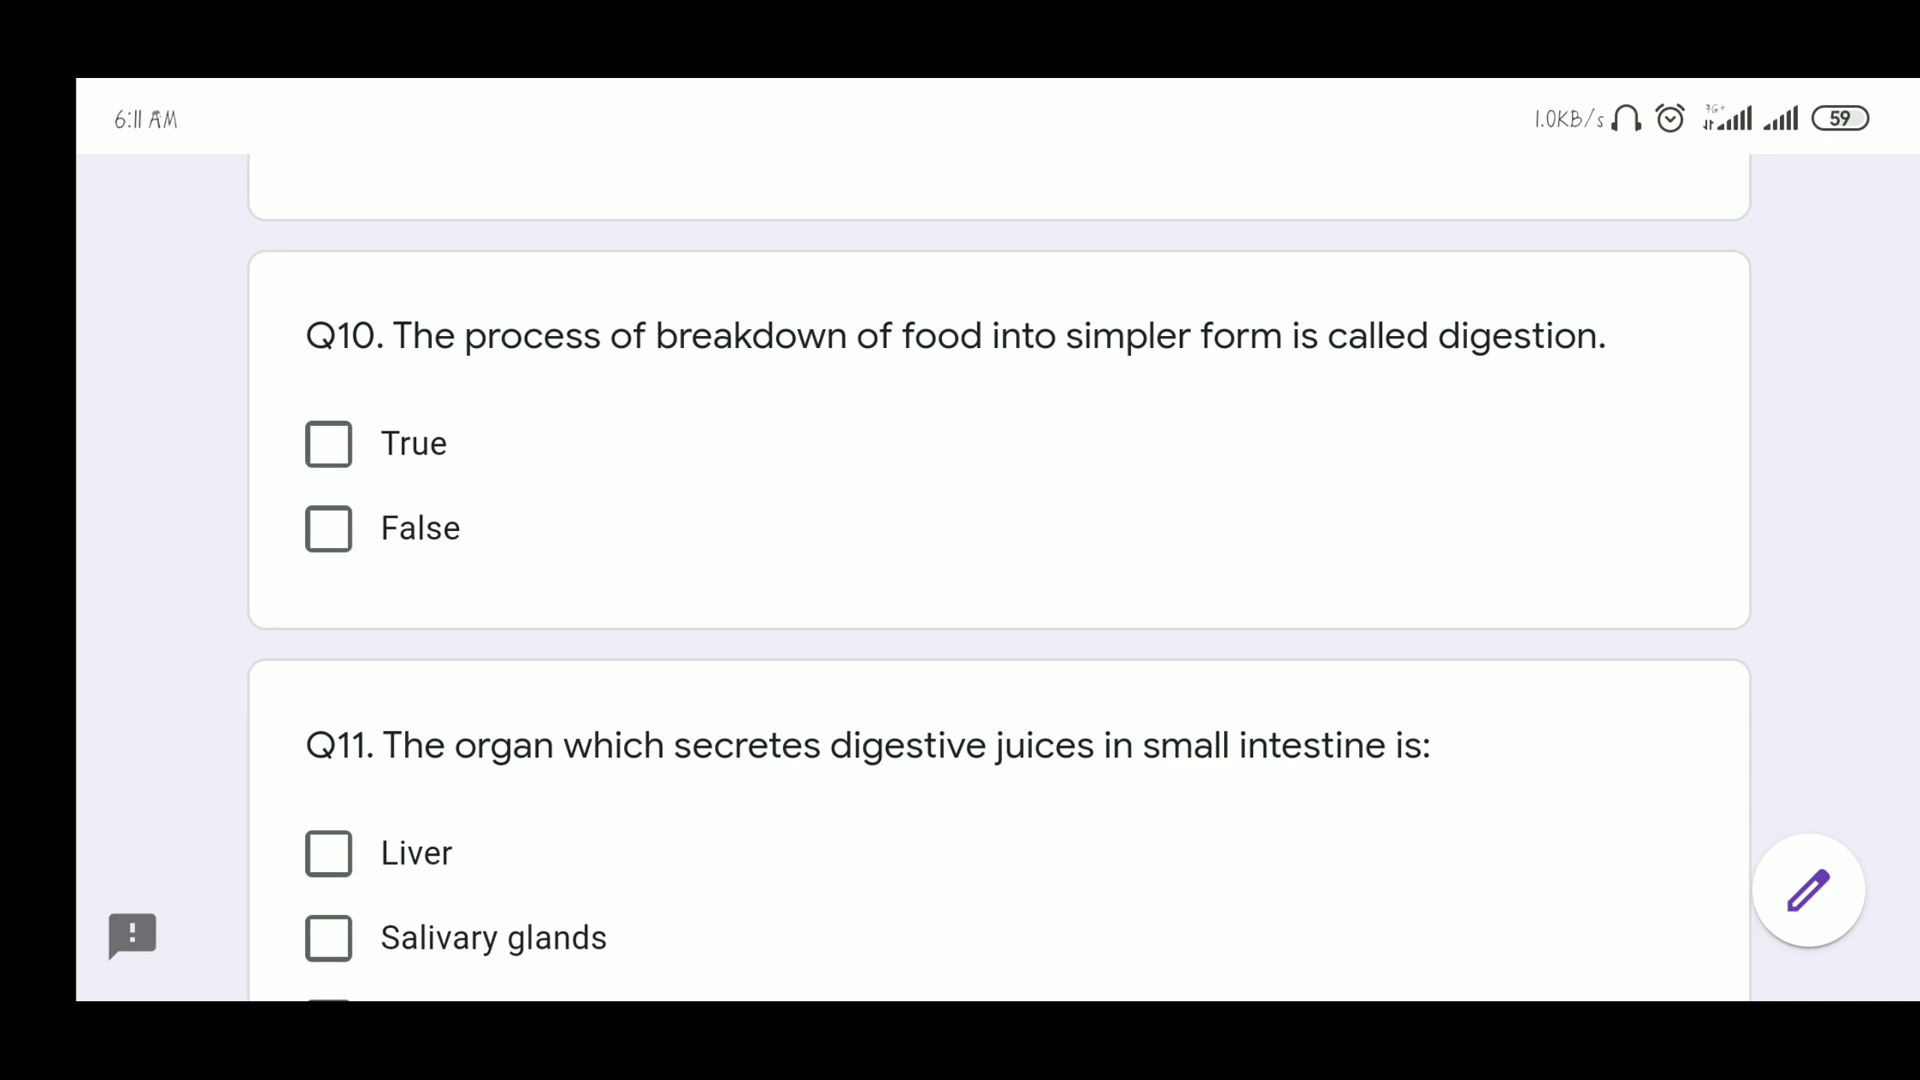 6:11 AM
1.0KB/s 59
Q10. The process of breakdown of food into simpler form is called digestion.
True
False
Q11. The organ which secretes digestive juices in small intestine is:
Liver
Salivary glands